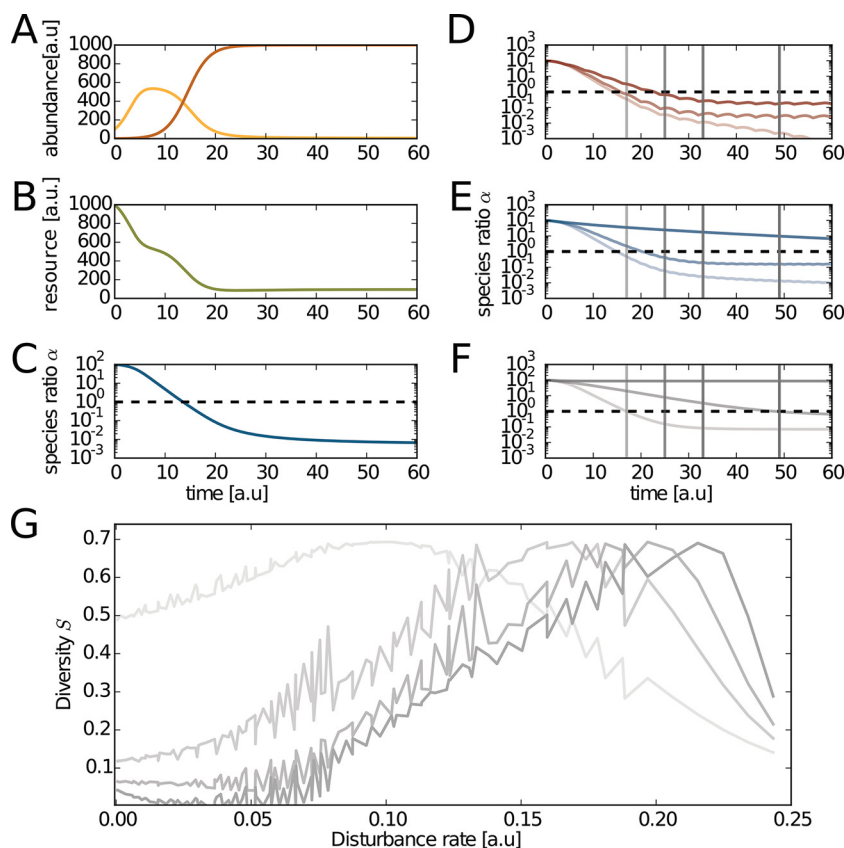 A
abundance[a.u]
1000
800
600
400
200
0
0 10 20 30 40 50 60
B
resource [a.u.]
1000
800
600
400
200
0
0 10 20 30 40 50 60
C
species ratio α
10²
10¹
10⁰
10⁻¹
10⁻²
10⁻³
0 10 20 30 40 50 60
time [a.u]
D
10³
10²
10¹
10⁰
10⁻¹
10⁻²
10⁻³
0 10 20 30 40 50 60
E
species ratio α
10³
10²
10¹
10⁰
10⁻¹
10⁻²
10⁻³
0 10 20 30 40 50 60
F
10³
10²
10¹
10⁰
10⁻¹
10⁻²
10⁻³
0 10 20 30 40 50 60
time [a.u]
G
Diversity S
0.7
0.6
0.5
0.4
0.3
0.2
0.1
0.00 0.05 0.10 0.15 0.20 0.25
Disturbance rate [a.u]